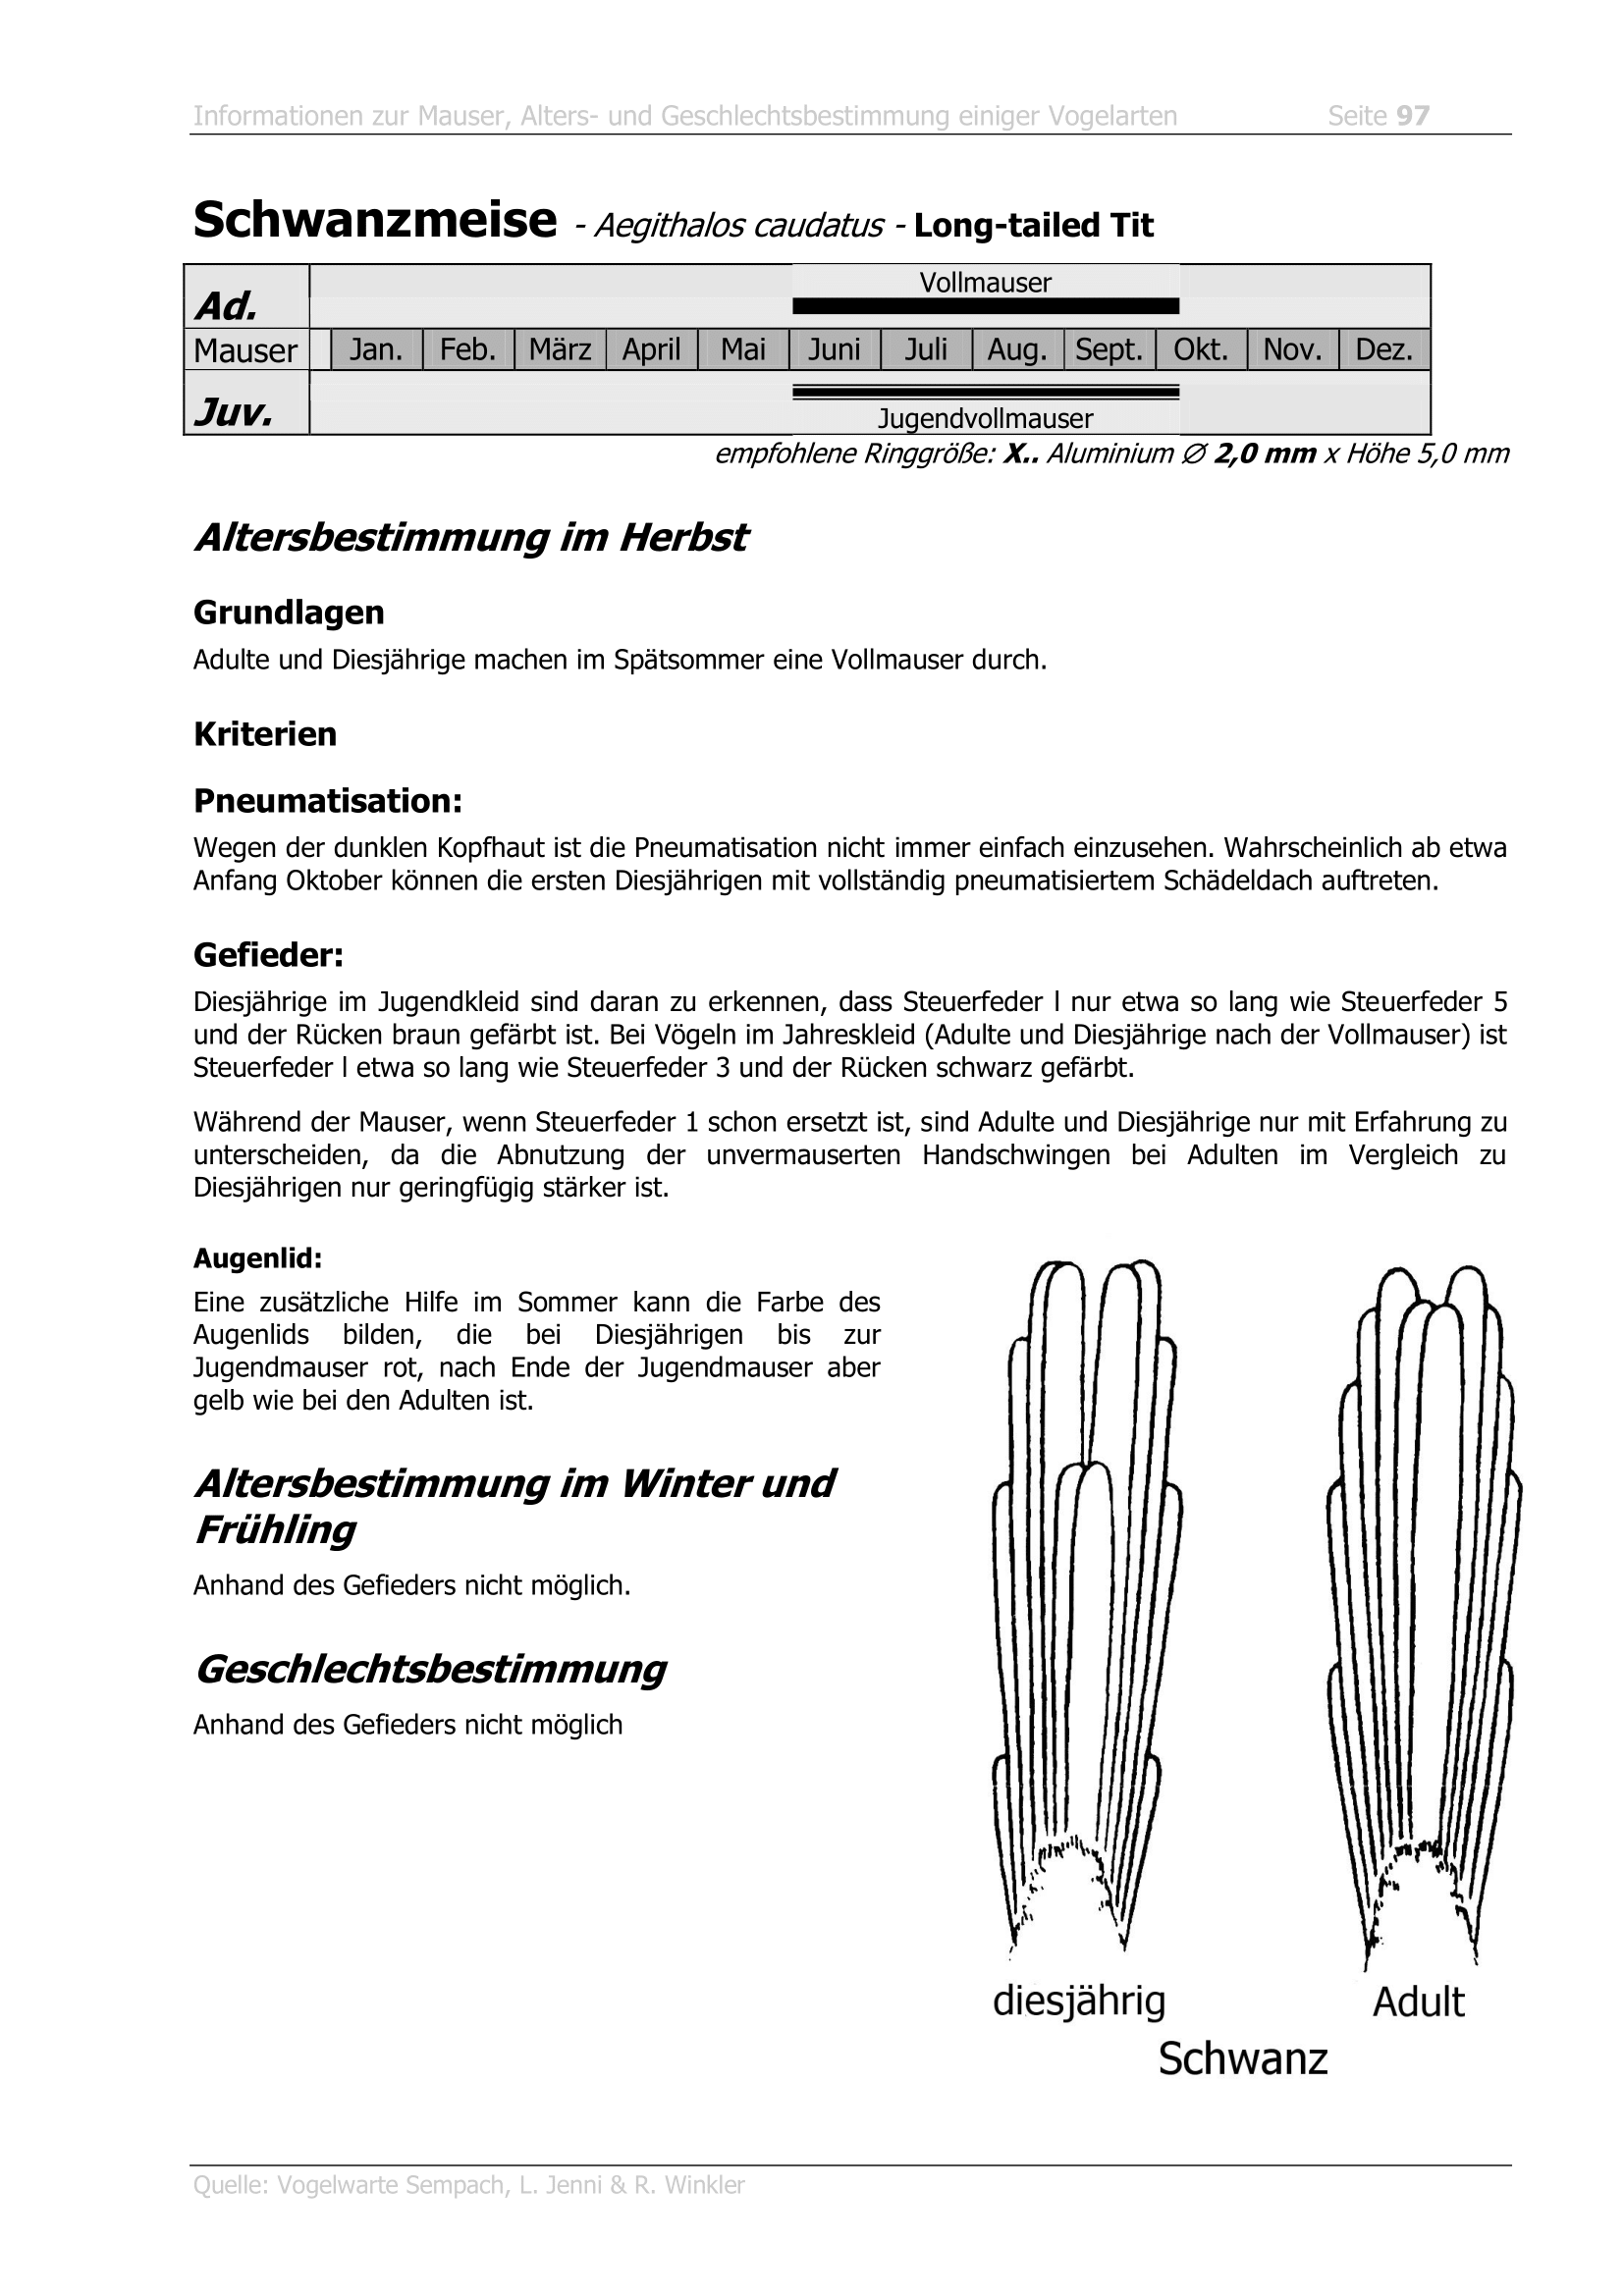 Informationen zur Mauser, Alters- und Geschlechtsbestimmung einiger Vogelarten Seite 97
Schwanzmeise - Aegithalos caudatus - Long-tailed Tit
Vollmauser
Ad.
Mauser Jan. Feb. März April Mai Juni Juli Aug. Sept. Okt. Nov. Dez.
Juv.
Jugendvollmauser
empfohlene Ringgröße: X.. Aluminium ∅ 2,0 mm x Höhe 5,0 mm
Altersbestimmung im Herbst
Grundlagen
Adulte und Diesjährige machen im Spätsommer eine Vollmauser durch.
Kriterien
Pneumatisation:
Wegen der dunklen Kopfhaut ist die Pneumatisation nicht immer einfach einzusehen. Wahrscheinlich ab etwa
Anfang Oktober können die ersten Diesjährigen mit vollständig pneumatisiertem Schädeldach auftreten.
Gefieder:
Diesjährige im Jugendkleid sind daran zu erkennen, dass Steuerfeder l nur etwa so lang wie Steuerfeder 5
und der Rücken braun gefärbt ist. Bei Vögeln im Jahreskleid (Adulte und Diesjährige nach der Vollmauser) ist
Steuerfeder l etwa so lang wie Steuerfeder 3 und der Rücken schwarz gefärbt.
Während der Mauser, wenn Steuerfeder 1 schon ersetzt ist, sind Adulte und Diesjährige nur mit Erfahrung zu
unterscheiden, da die Abnutzung der unvermauserten Handschwingen bei Adulten im Vergleich zu
Diesjährigen nur geringfügig stärker ist.
Augenlid:
Eine zusätzliche Hilfe im Sommer kann die Farbe des
Augenlids bilden, die bei Diesjährigen bis zur
Jugendmauser rot, nach Ende der Jugendmauser aber
gelb wie bei den Adulten ist.
Altersbestimmung im Winter und
Frühling
Anhand des Gefieders nicht möglich.
Geschlechtsbestimmung
Anhand des Gefieders nicht möglich
diesjährig Adult
Schwanz
Quelle: Vogelwarte Sempach, L. Jenni & R. Winkler